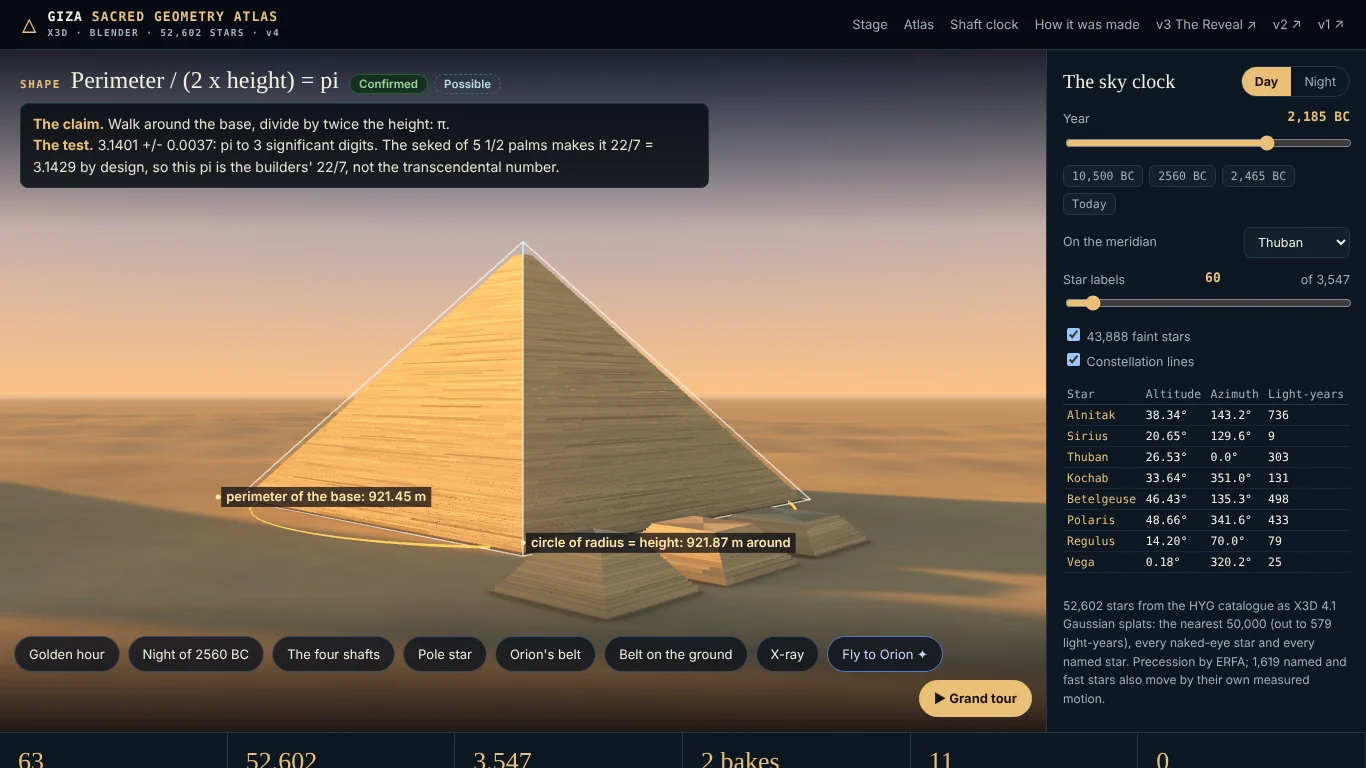 GIZA SACRED GEOMETRY ATLAS
X3D · BLENDER · 52,602 STARS · v4
Stage Atlas Shaft clock How it was made v3 The Reveal ↗ v2 ↗ v1 ↗
SHAPE Perimeter / (2 x height) = pi Confirmed Possible
The claim. Walk around the base, divide by twice the height: π.
The test. 3.1401 +/- 0.0037: pi to 3 significant digits. The seked of 5 1/2 palms makes it 22/7 =
3.1429 by design, so this pi is the builders' 22/7, not the transcendental number.
perimeter of the base: 921.45 m
circle of radius = height: 921.87 m around
Golden hour Night of 2560 BC The four shafts Pole star Orion's belt Belt on the ground X-ray Fly to Orion ✦
▶ Grand tour
The sky clock Day Night
Year 2,185 BC
10,500 BC 2560 BC 2,465 BC
Today
On the meridian Thuban
Star labels 60 of 3,547
43,888 faint stars
Constellation lines
Star Altitude Azimuth Light-years
Alnitak 38.34° 143.2° 736
Sirius 20.65° 129.6° 9
Thuban 26.53° 0.0° 303
Kochab 33.64° 351.0° 131
Betelgeuse 46.43° 135.3° 498
Polaris 48.66° 341.6° 433
Regulus 14.20° 70.0° 79
Vega 0.18° 320.2° 25
52,602 stars from the HYG catalogue as X3D 4.1
Gaussian splats: the nearest 50,000 (out to 579
light-years), every naked-eye star and every
named star. Precession by ERFA; 1,619 named and
fast stars also move by their own measured
motion.
63 52,602 3,547 2 bakes 11 0